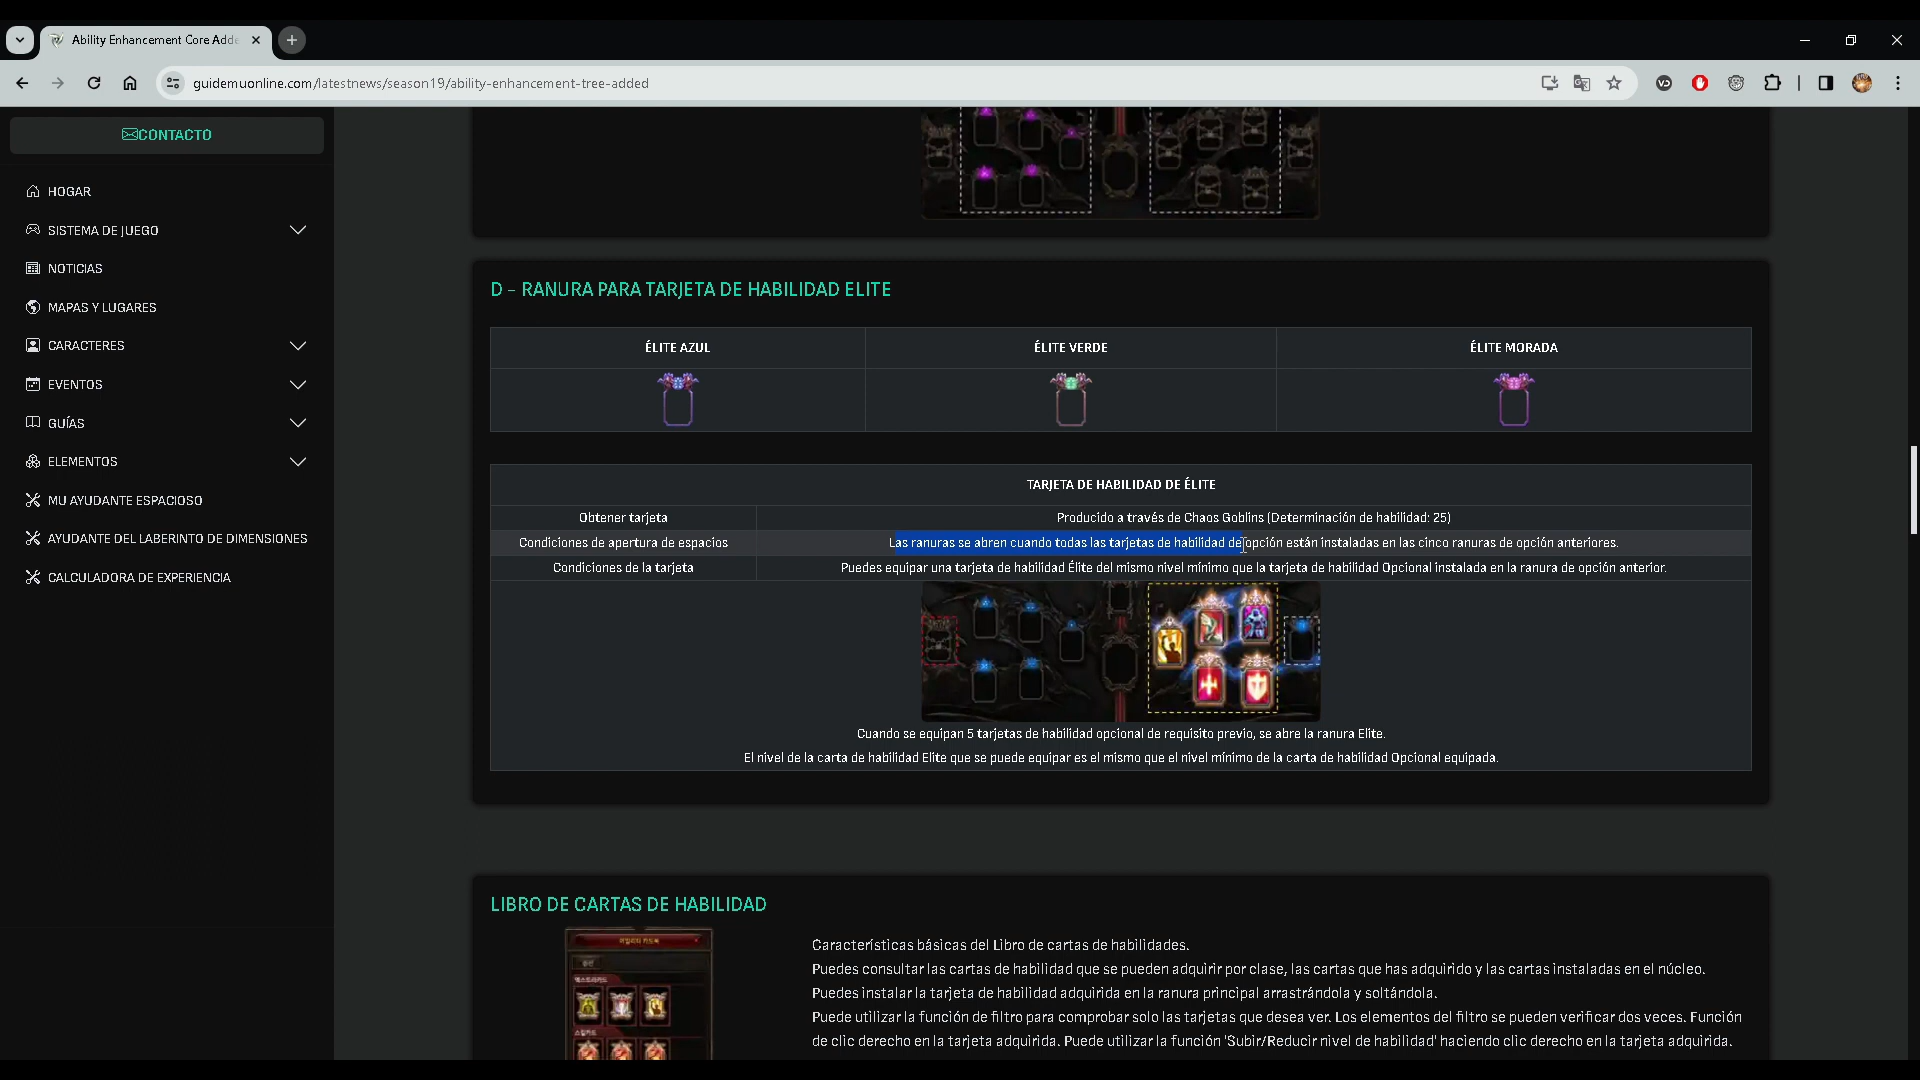 Ability Enhancement Core Adde
guidemuonline.com/latestnews/season19/ability-enhancement-tree-added
CONTACTO
HOGAR
SISTEMA DE JUEGO
NOTICIAS
MAPAS Y LUGARES
CARACTERES
EVENTOS
GUÍAS
ELEMENTOS
MU AYUDANTE ESPACIOSO
AYUDANTE DEL LABERINTO DE DIMENSIONES
CALCULADORA DE EXPERIENCIA
D - RANURA PARA TARJETA DE HABILIDAD ELITE
ÉLITE AZUL
ÉLITE VERDE
ÉLITE MORADA
TARJETA DE HABILIDAD DE ÉLITE
Obtener tarjeta
Producido a través de Chaos Goblins (Determinación de habilidad: 25)
Condiciones de apertura de espacios
Las ranuras se abren cuando todas las tarjetas de habilidad de opción están instaladas en las cinco ranuras de opción anteriores.
Condiciones de la tarjeta
Puedes equipar una tarjeta de habilidad Élite del mismo nivel mínimo que la tarjeta de habilidad Opcional instalada en la ranura de opción anterior.
Cuando se equipan 5 tarjetas de habilidad opcional de requisito previo, se abre la ranura Elite.
El nivel de la carta de habilidad Elite que se puede equipar es el mismo que el nivel mínimo de la carta de habilidad Opcional equipada.
LIBRO DE CARTAS DE HABILIDAD
Características básicas del Libro de cartas de habilidades.
Puedes consultar las cartas de habilidad que se pueden adquirir por clase, las cartas que has adquirido y las cartas instaladas en el núcleo.
Puedes instalar la tarjeta de habilidad adquirida en la ranura principal arrastrándola y soltándola.
Puede utilizar la función de filtro para comprobar solo las tarjetas que desea ver. Los elementos del filtro se pueden verificar dos veces. Función
de clic derecho en la tarjeta adquirida. Puede utilizar la función 'Subir/Reducir nivel de habilidad' haciendo clic derecho en la tarjeta adquirida.